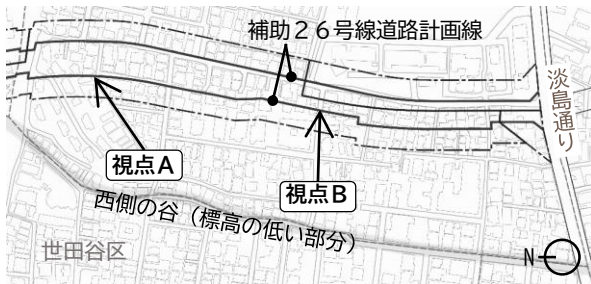 補助２６号線道路計画線
淡島通り
視点A
視点B
西側の谷（標高の低い部分）
世田谷区
N